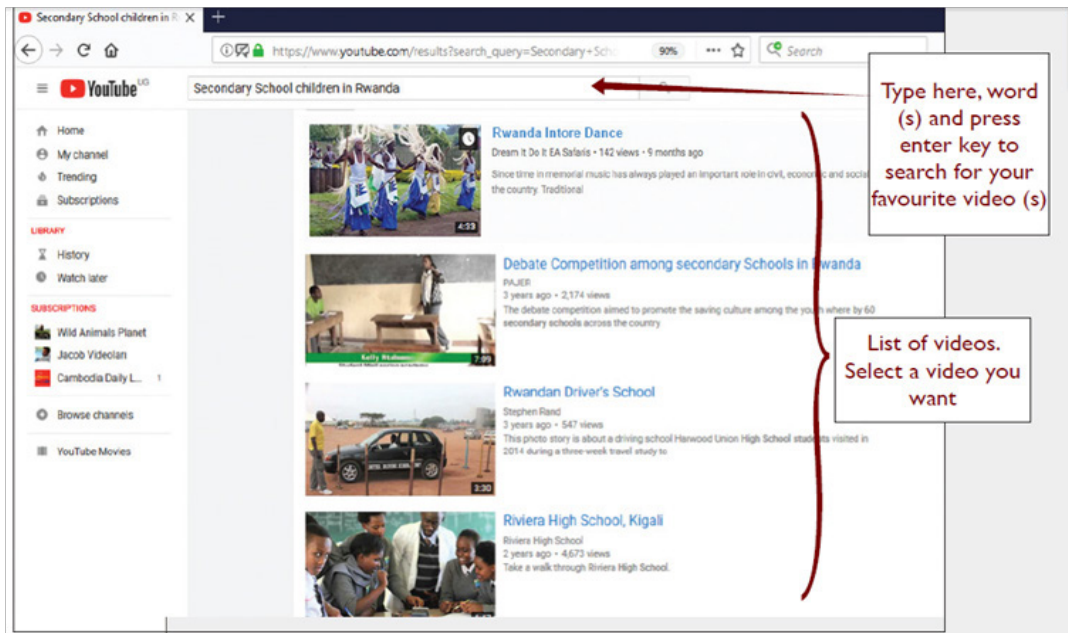 Secondary School children in R
https://www.youtube.com/results?search_query=Secondary+Scho
90%
Search
YouTube UG
Secondary School children in Rwanda
Type here, word
(s) and press
enter key to
search for your
favourite video (s)
Home
My channel
Trending
Subscriptions
LIBRARY
History
Watch later
SUBSCRIPTIONS
Wild Animals Planet
Jacob Videolan
Cambodia Daily L... 1
Browse channels
YouTube Movies
Rwanda Intore Dance
Dream It Do It EA Safaris • 142 views • 9 months ago
Since time in memorial music has always played an important role in civil, economic and social
the country. Traditional
4:23
Debate Competition among secondary Schools in Rwanda
PAJER
3 years ago • 2,174 views
The debate competition aimed to promote the saving culture among the youth where by 60
secondary schools across the country
Kelly
7:09
Rwandan Driver's School
Stephen Rand
3 years ago • 547 views
This photo story is about a driving school Harwood Union High School students visited in
2014 during a three-week travel study to
3:30
Riviera High School, Kigali
Riviera High School
2 years ago • 4,673 views
Take a walk through Riviera High School.
List of videos.
Select a video you
want